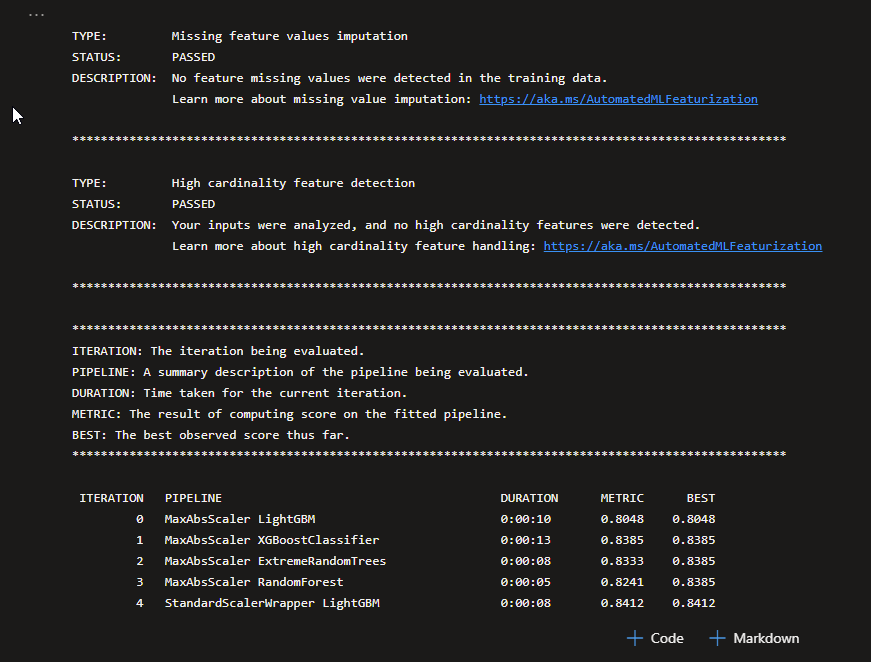 ...
TYPE: Missing feature values imputation
STATUS: PASSED
DESCRIPTION: No feature missing values were detected in the training data.
Learn more about missing value imputation: https://aka.ms/AutomatedMLFeaturization
****************************************************************************************************
TYPE: High cardinality feature detection
STATUS: PASSED
DESCRIPTION: Your inputs were analyzed, and no high cardinality features were detected.
Learn more about high cardinality feature handling: https://aka.ms/AutomatedMLFeaturization
****************************************************************************************************
****************************************************************************************************
ITERATION: The iteration being evaluated.
PIPELINE: A summary description of the pipeline being evaluated.
DURATION: Time taken for the current iteration.
METRIC: The result of computing score on the fitted pipeline.
BEST: The best observed score thus far.
****************************************************************************************************
ITERATION PIPELINE DURATION METRIC BEST
0 MaxAbsScaler LightGBM 0:00:10 0.8048 0.8048
1 MaxAbsScaler XGBoostClassifier 0:00:13 0.8385 0.8385
2 MaxAbsScaler ExtremeRandomTrees 0:00:08 0.8333 0.8385
3 MaxAbsScaler RandomForest 0:00:05 0.8241 0.8385
4 StandardScalerWrapper LightGBM 0:00:08 0.8412 0.8412
+ Code + Markdown